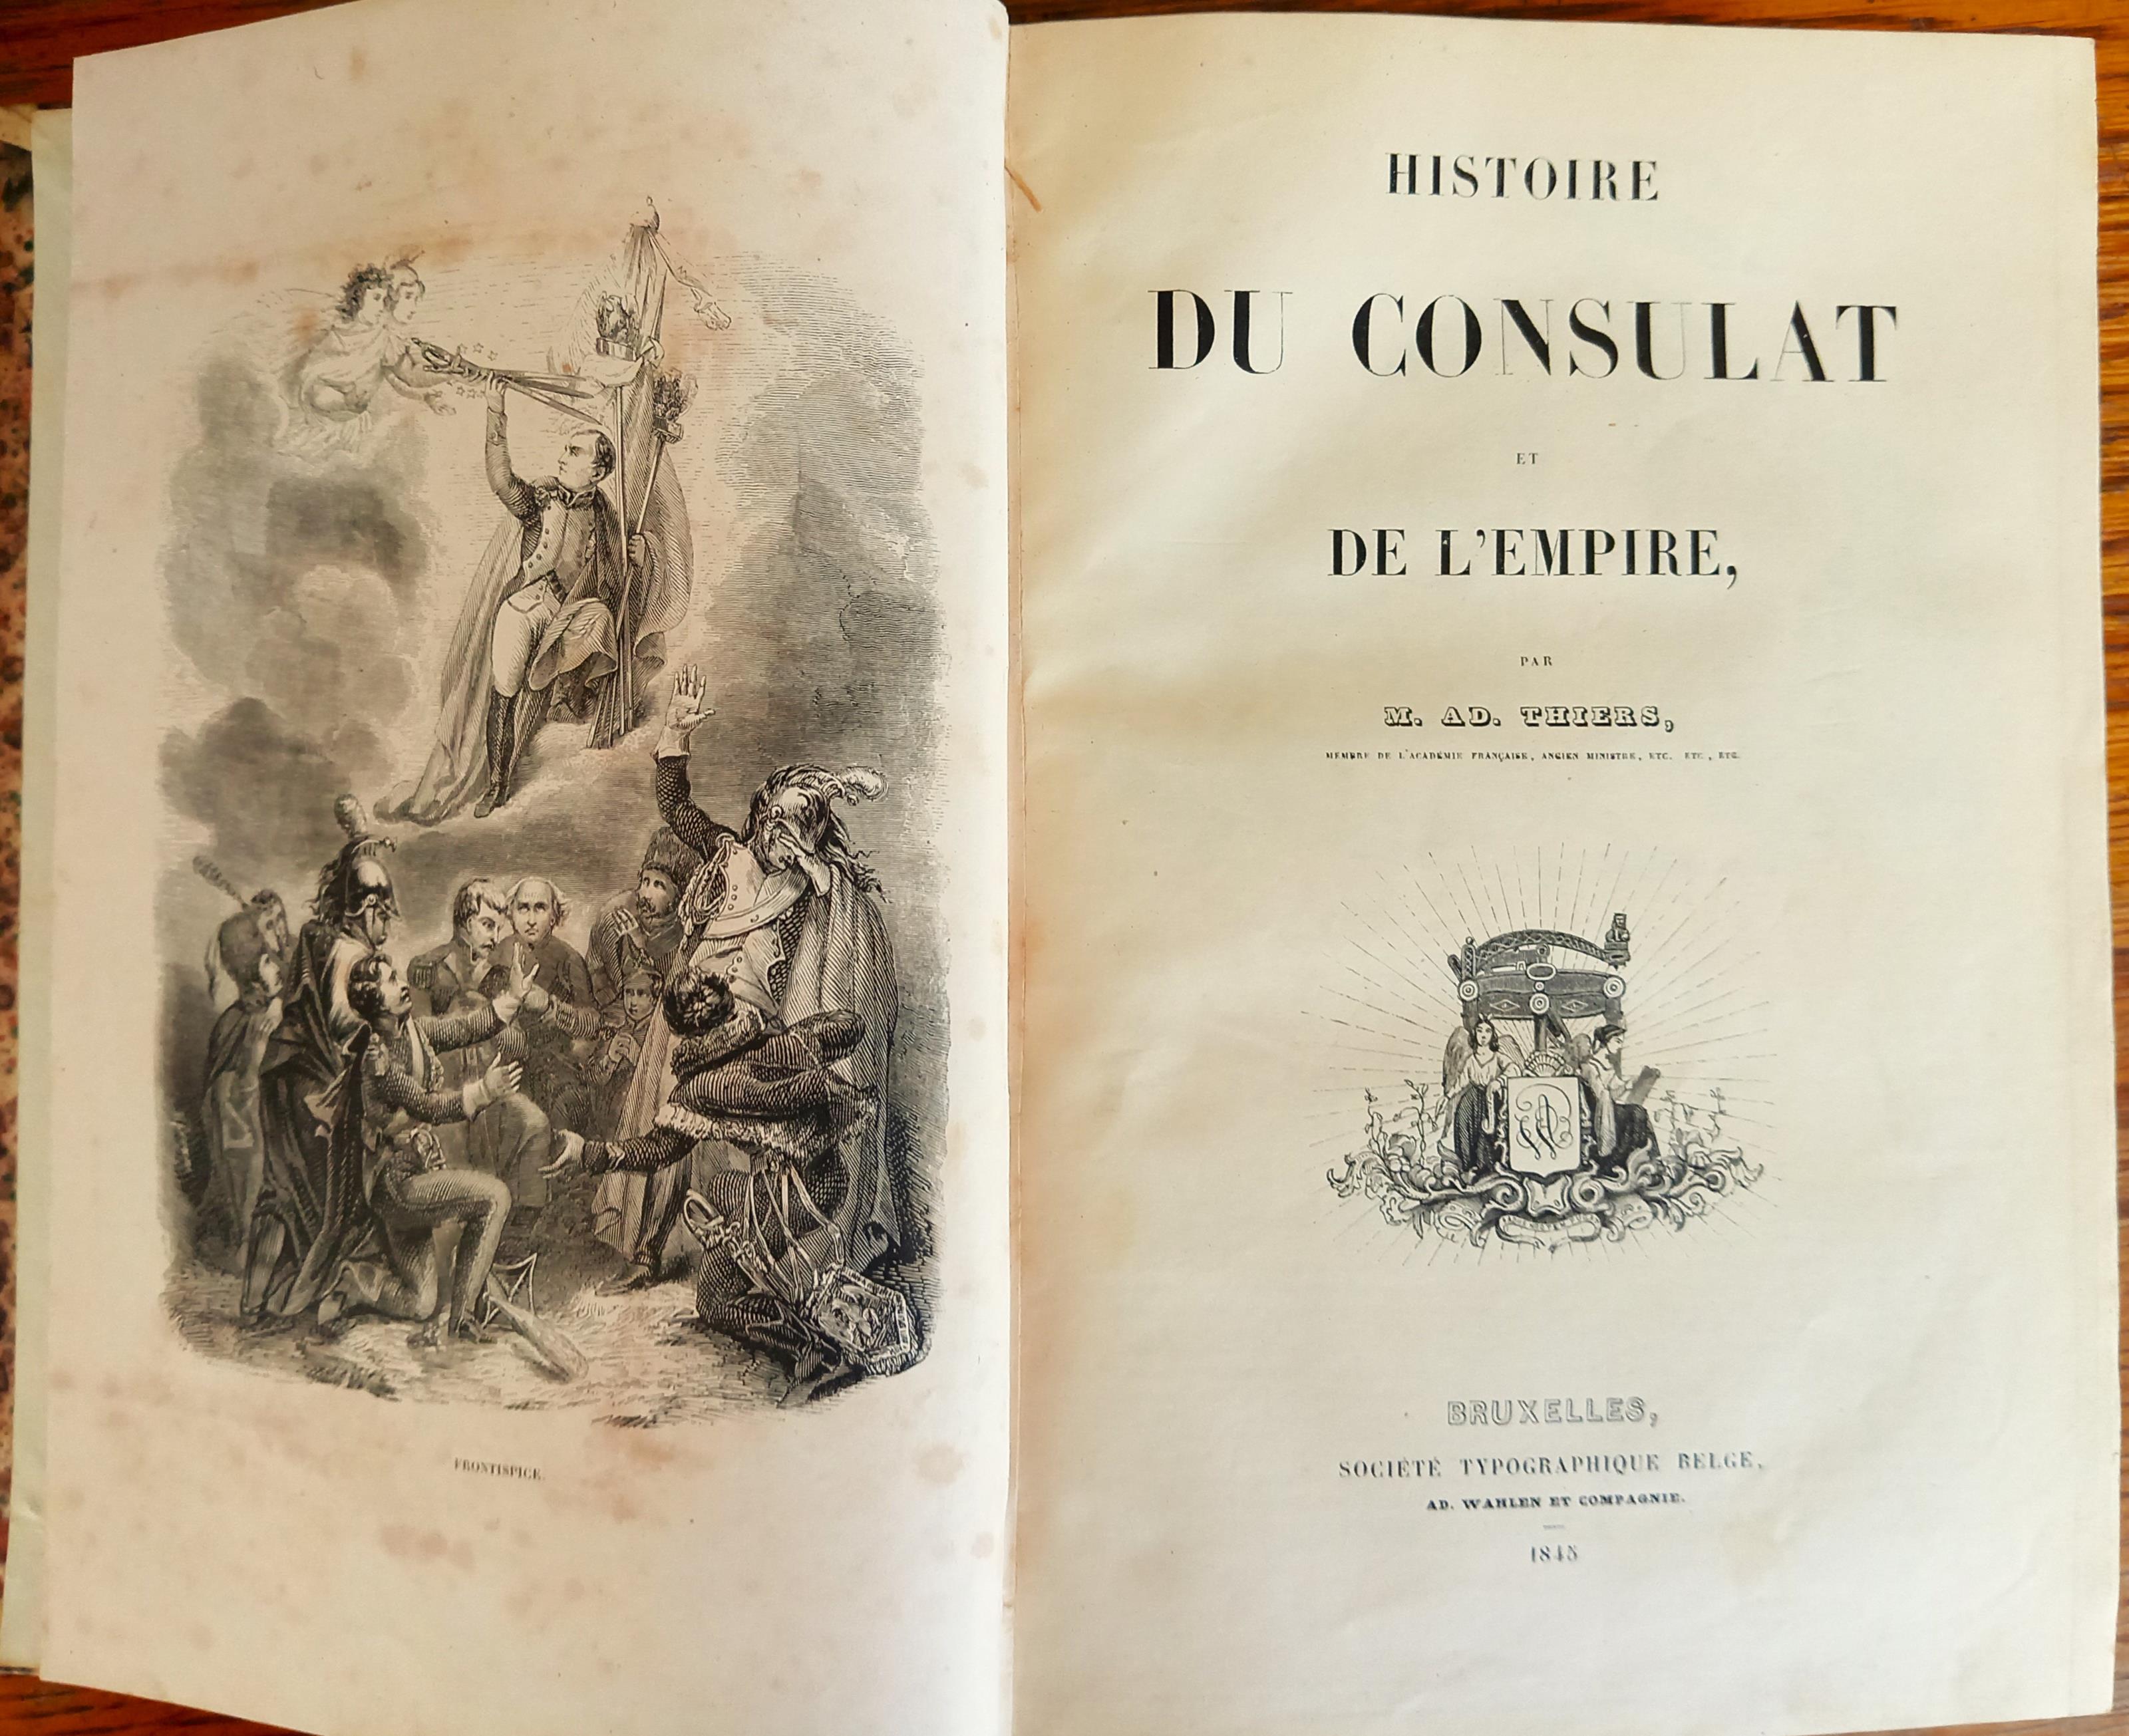 FRONTISPICE.
HISTOIRE
DU CONSULAT
ET
DE L'EMPIRE,
PAR
M. AD. THIERS,
MEMBRE DE L'ACADÉMIE FRANÇAISE, ANCIEN MINISTRE, ETC. ETC., ETC.
BRUXELLES,
SOCIÉTÉ TYPOGRAPHIQUE BELGE,
AD. WAHLEN ET COMPAGNIE.
1845